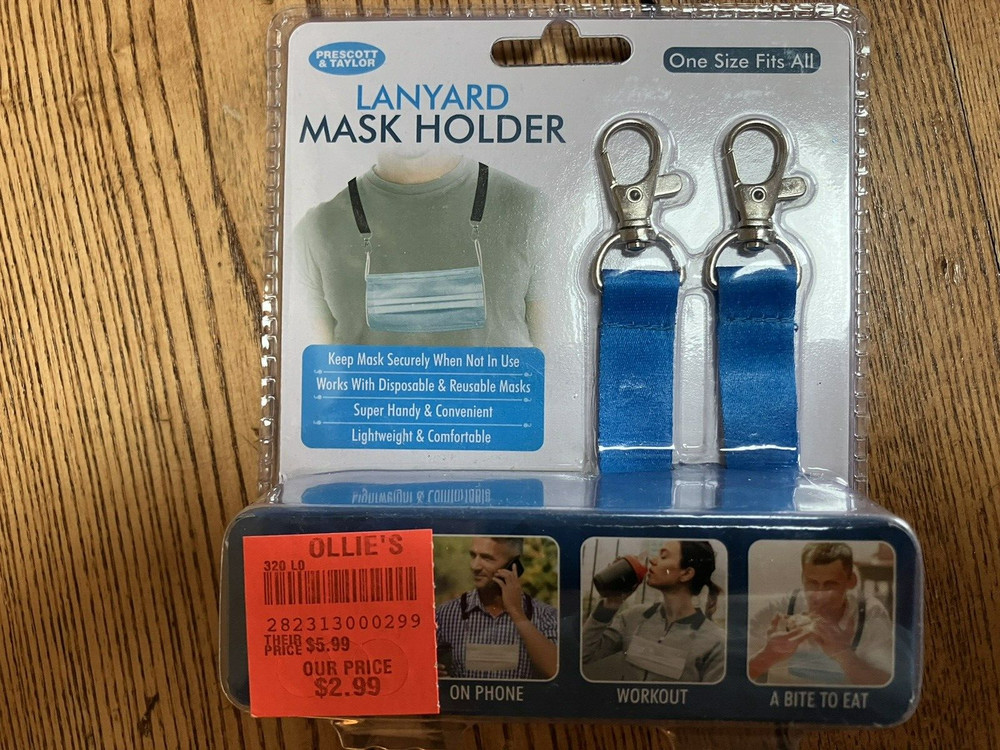 PRESCOTT
& TAYLOR
One Size Fits All
LANYARD
MASK HOLDER
Keep Mask Securely When Not In Use
Works With Disposable & Reusable Masks
Super Handy & Convenient
Lightweight & Comfortable
OLLIE'S
320 LO
282313000299
THEIR
PRICE $5.99
OUR PRICE
$2.99
ON PHONE
WORKOUT
A BITE TO EAT